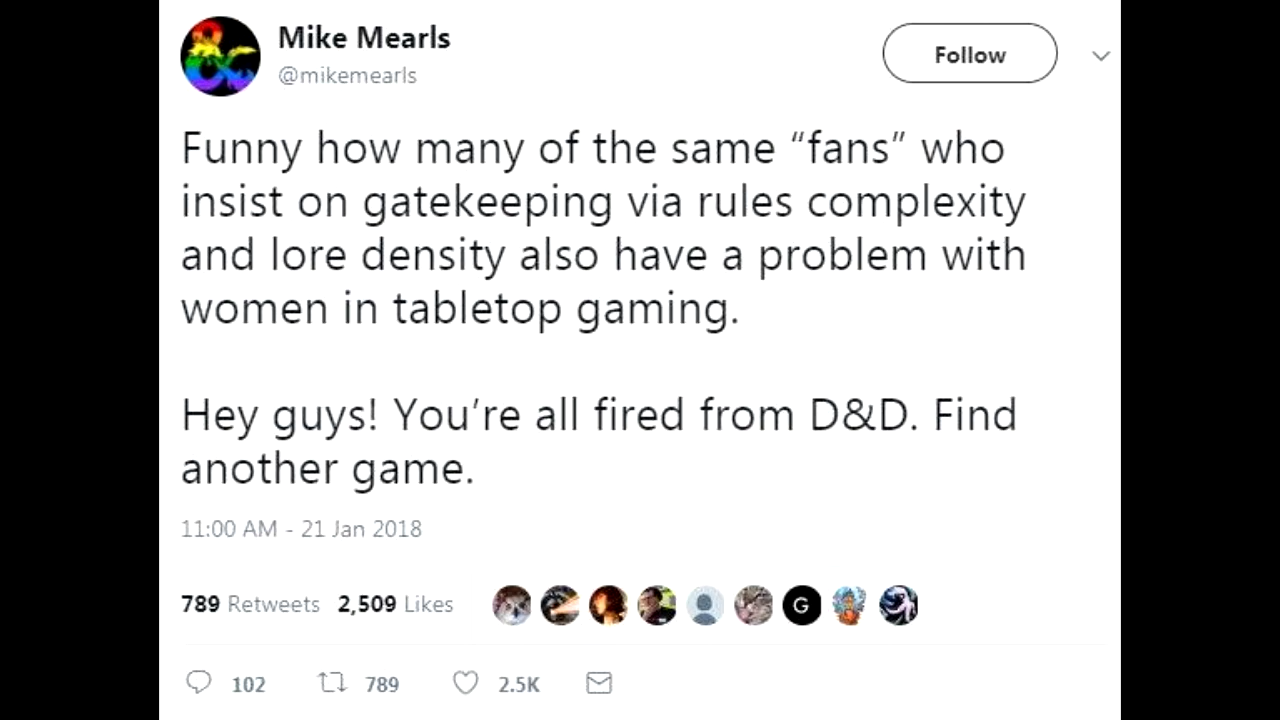 Mike Mearls
@mikemearls
Follow
Funny how many of the same “fans” who
insist on gatekeeping via rules complexity
and lore density also have a problem with
women in tabletop gaming.
Hey guys! You’re all fired from D&D. Find
another game.
11:00 AM - 21 Jan 2018
789 Retweets 2,509 Likes
G
102 789 2.5K